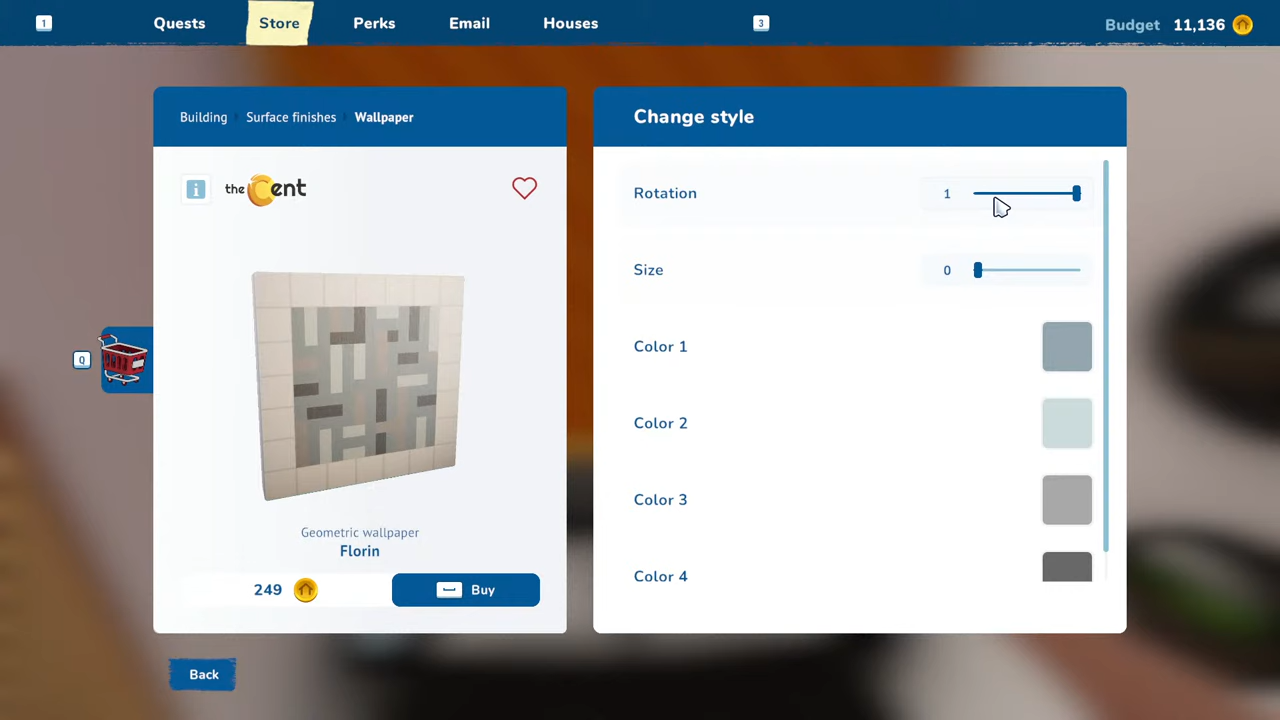 1 Quests Store Perks Email Houses 3 Budget 11,136
Building Surface finishes Wallpaper
i the Cent
Q
Geometric wallpaper
Florin
249 Buy
Back
Change style
Rotation 1
Size 0
Color 1
Color 2
Color 3
Color 4